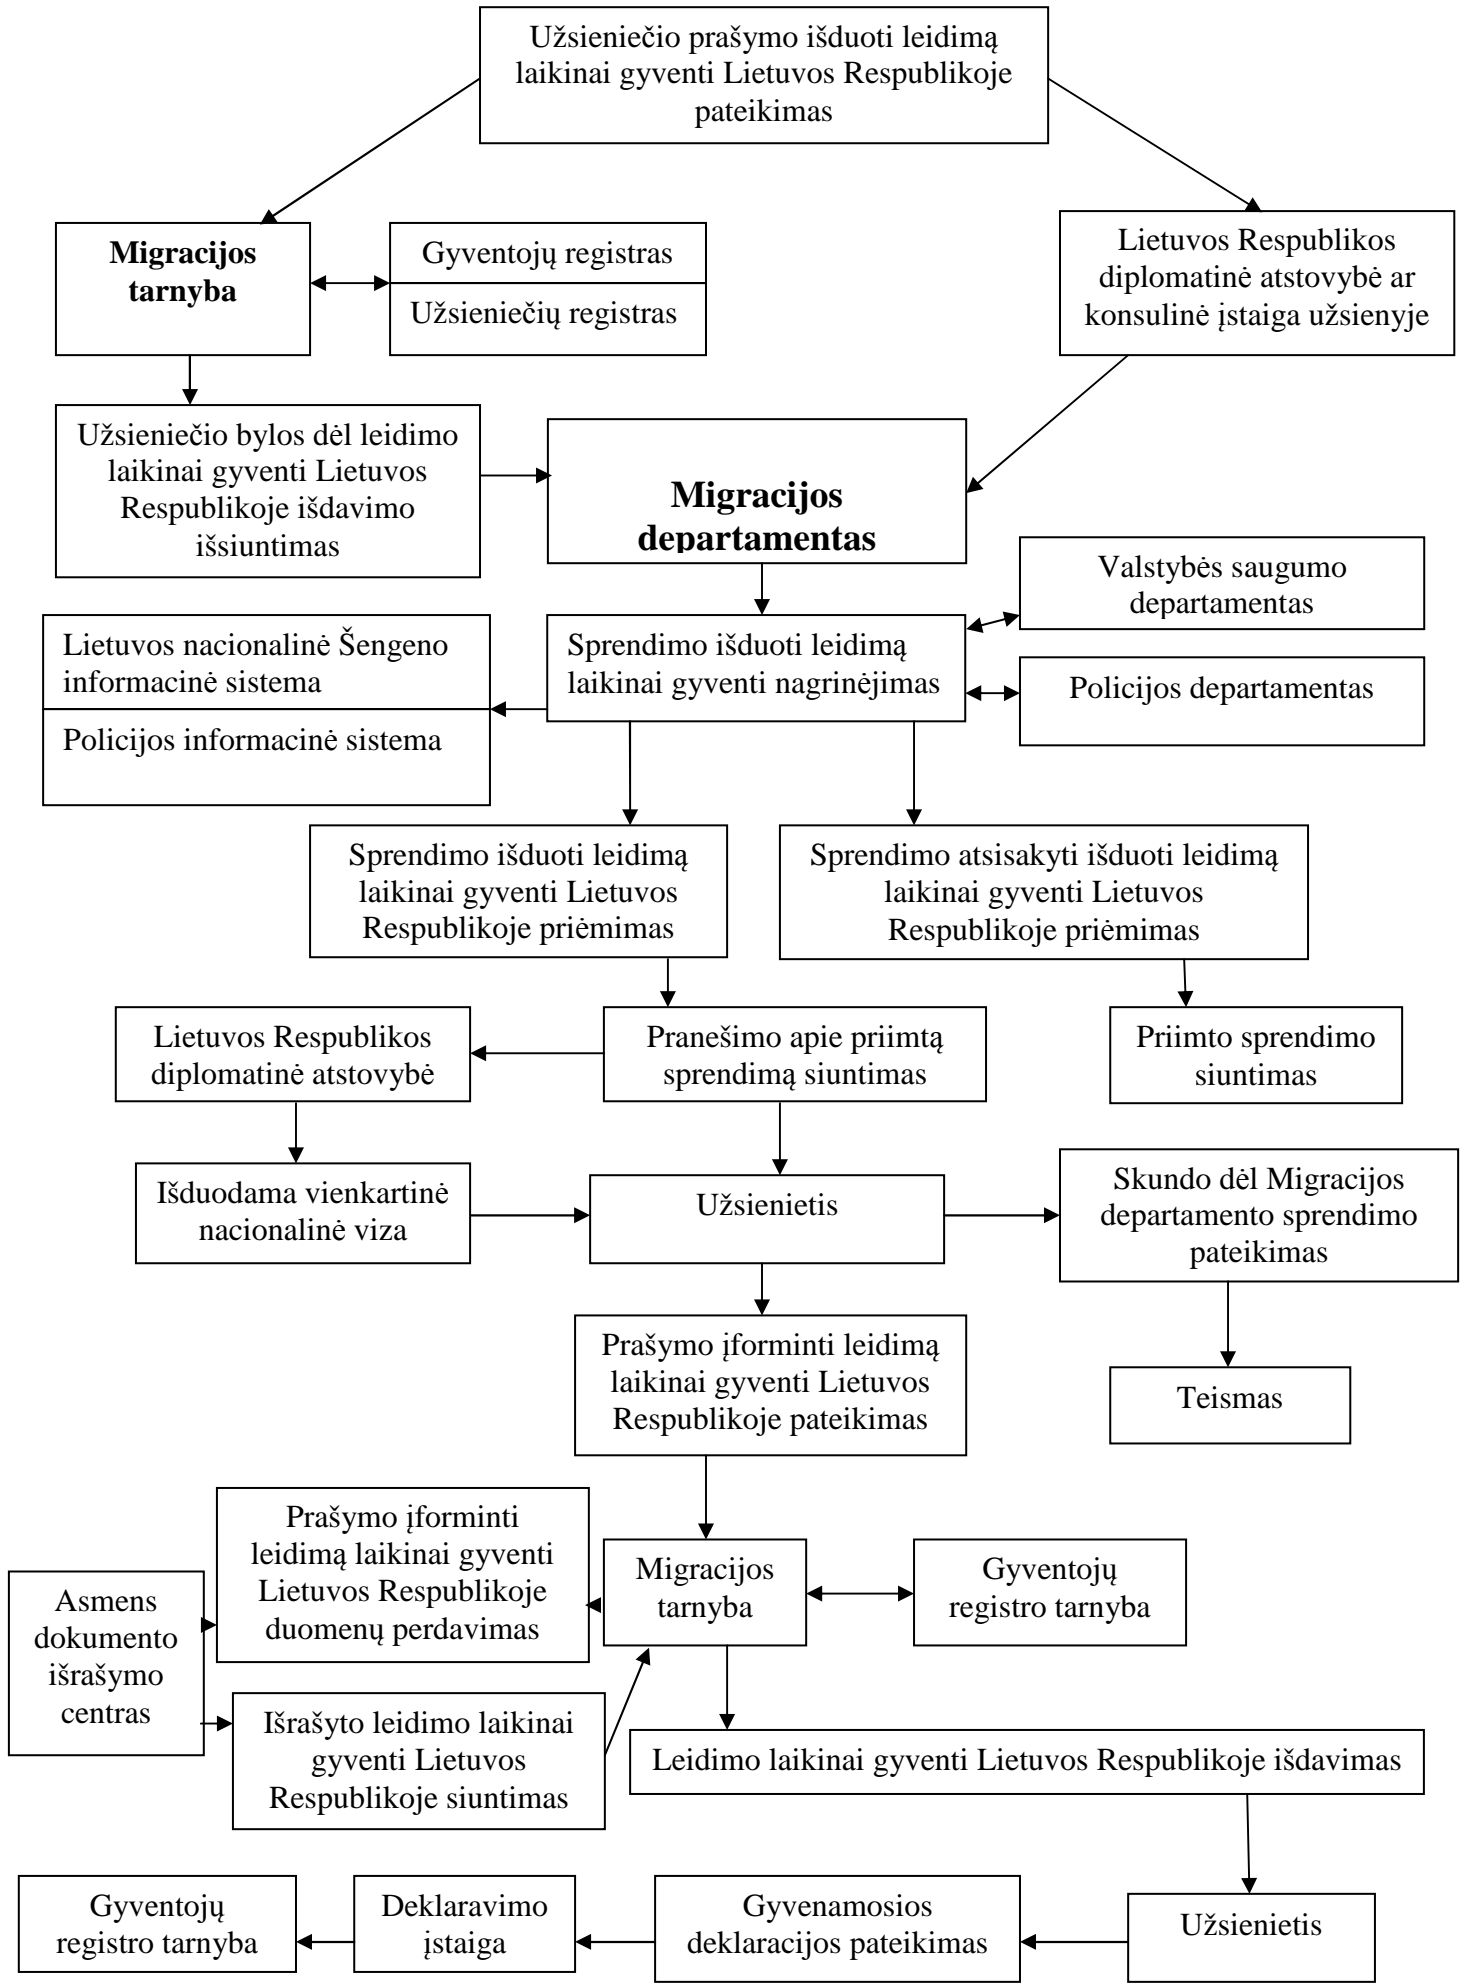 Užsieniečio prašymo išduoti leidimą
laikinai gyventi Lietuvos Respublikoje
pateikimas
Migracijos
tarnyba
Gyventojų registras
Užsieniečių registras
Lietuvos Respublikos
diplomatinė atstovybė ar
konsulinė įstaiga užsienyje
Užsieniečio bylos dėl leidimo
laikinai gyventi Lietuvos
Respublikoje išdavimo
išsiuntimas
Migracijos
departamentas
Valstybės saugumo
departamentas
Lietuvos nacionalinė Šengeno
informacinė sistema
Policijos informacinė sistema
Sprendimo išduoti leidimą
laikinai gyventi nagrinėjimas
Policijos departamentas
Sprendimo išduoti leidimą
laikinai gyventi Lietuvos
Respublikoje priėmimas
Sprendimo atsisakyti išduoti leidimą
laikinai gyventi Lietuvos
Respublikoje priėmimas
Lietuvos Respublikos
diplomatinė atstovybė
Pranešimo apie priimtą
sprendimą siuntimas
Priimto sprendimo
siuntimas
Išduodama vienkartinė
nacionalinė viza
Užsienietis
Skundo dėl Migracijos
departamento sprendimo
pateikimas
Prašymo įforminti leidimą
laikinai gyventi Lietuvos
Respublikoje pateikimas
Teismas
Prašymo įforminti
leidimą laikinai gyventi
Lietuvos Respublikoje
duomenų perdavimas
Migracijos
tarnyba
Gyventojų
registro tarnyba
Asmens
dokumento
išrašymo
centras
Išrašyto leidimo laikinai
gyventi Lietuvos
Respublikoje siuntimas
Leidimo laikinai gyventi Lietuvos Respublikoje išdavimas
Gyventojų
registro tarnyba
Deklaravimo
įstaiga
Gyvenamosios
deklaracijos pateikimas
Užsienietis